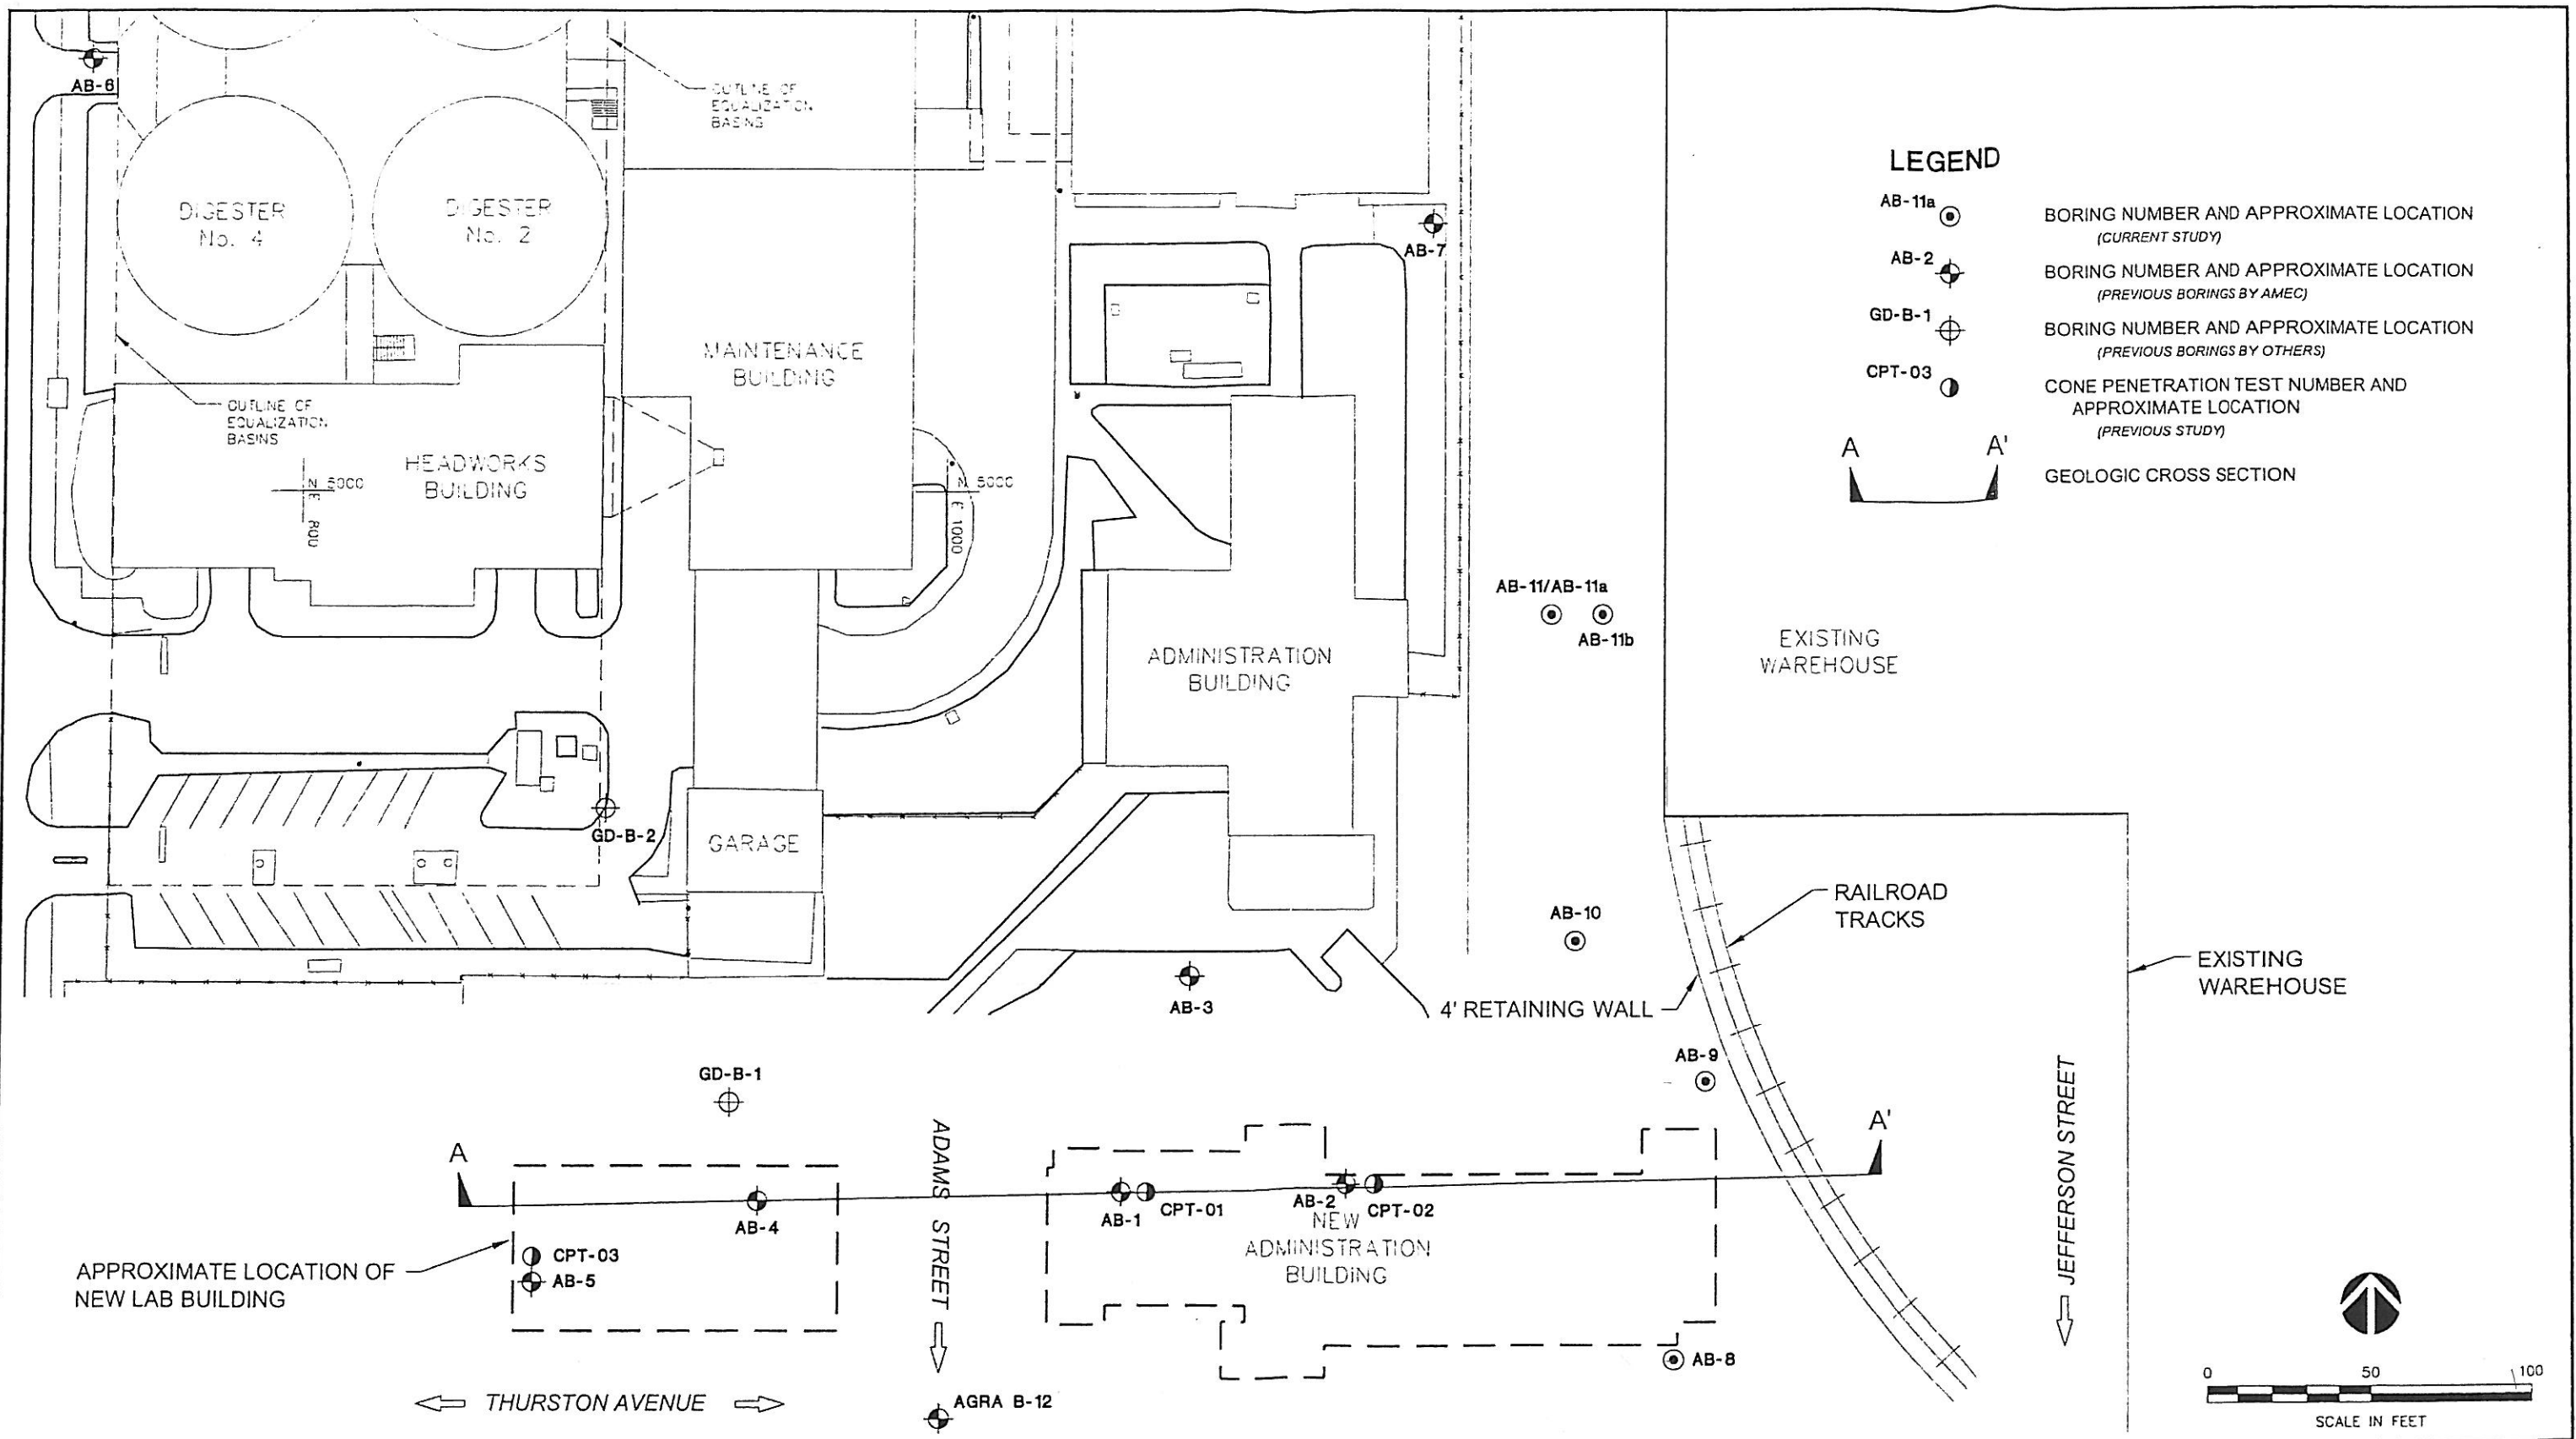 AB-6
OUTLINE OF
EQUALIZATION
BASINS
DIGESTER
No. 4
DIGESTER
No. 2
AB-7
MAINTENANCE
BUILDING
OUTLINE OF
EQUALIZATION
BASINS
HEADWORKS
BUILDING
N 5000
E 800
N 5000
E 1000
LEGEND
AB-11a
BORING NUMBER AND APPROXIMATE LOCATION
(CURRENT STUDY)
AB-2
BORING NUMBER AND APPROXIMATE LOCATION
(PREVIOUS BORINGS BY AMEC)
GD-B-1
BORING NUMBER AND APPROXIMATE LOCATION
(PREVIOUS BORINGS BY OTHERS)
CPT-03
CONE PENETRATION TEST NUMBER AND
APPROXIMATE LOCATION
(PREVIOUS STUDY)
A A'
GEOLOGIC CROSS SECTION
AB-11/AB-11a
AB-11b
EXISTING
WAREHOUSE
ADMINISTRATION
BUILDING
GD-B-2
GARAGE
AB-10
RAILROAD
TRACKS
EXISTING
WAREHOUSE
AB-3
4' RETAINING WALL
AB-9
GD-B-1
A
A'
ADAMS STREET
JEFFERSON STREET
AB-4
AB-1
CPT-01
AB-2
CPT-02
NEW
ADMINISTRATION
BUILDING
CPT-03
AB-5
APPROXIMATE LOCATION OF
NEW LAB BUILDING
AB-8
THURSTON AVENUE
AGRA B-12
0 50 100
SCALE IN FEET